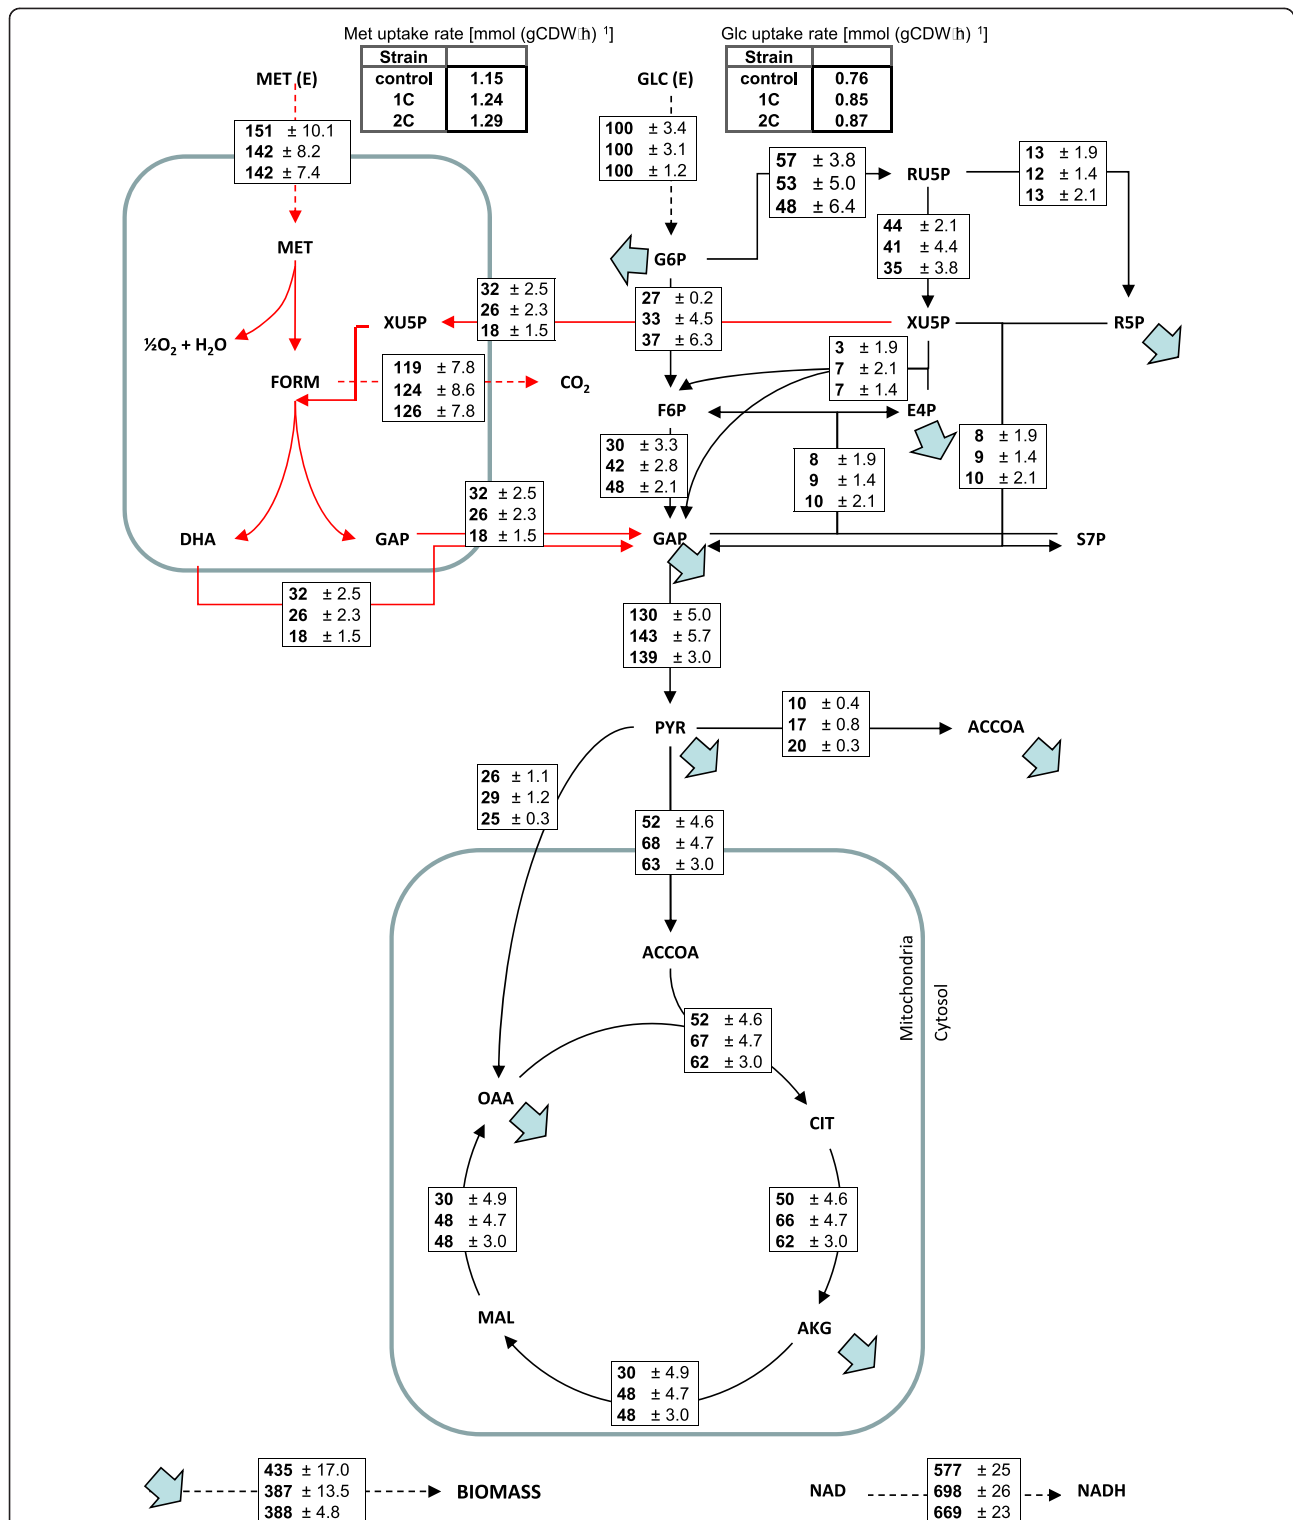 Met uptake rate [mmol (gCDW h) 1]
Strain
control 1.15
1C 1.24
2C 1.29
Glc uptake rate [mmol (gCDW h) 1]
Strain
control 0.76
1C 0.85
2C 0.87
MET (E)
GLC (E)
151 ± 10.1
142 ± 8.2
142 ± 7.4
100 ± 3.4
100 ± 3.1
100 ± 1.2
57 ± 3.8
53 ± 5.0
48 ± 6.4
RU5P
13 ± 1.9
12 ± 1.4
13 ± 2.1
44 ± 2.1
41 ± 4.4
35 ± 3.8
MET
G6P
32 ± 2.5
26 ± 2.3
18 ± 1.5
27 ± 0.2
33 ± 4.5
37 ± 6.3
XU5P
XU5P
R5P
½O2 + H2O
3 ± 1.9
7 ± 2.1
7 ± 1.4
FORM
119 ± 7.8
124 ± 8.6
126 ± 7.8
CO2
F6P
E4P
30 ± 3.3
42 ± 2.8
48 ± 2.1
8 ± 1.9
9 ± 1.4
10 ± 2.1
8 ± 1.9
9 ± 1.4
10 ± 2.1
32 ± 2.5
26 ± 2.3
18 ± 1.5
DHA
GAP
GAP
S7P
32 ± 2.5
26 ± 2.3
18 ± 1.5
130 ± 5.0
143 ± 5.7
139 ± 3.0
PYR
10 ± 0.4
17 ± 0.8
20 ± 0.3
ACCOA
26 ± 1.1
29 ± 1.2
25 ± 0.3
52 ± 4.6
68 ± 4.7
63 ± 3.0
ACCOA
Mitochondria
Cytosol
52 ± 4.6
67 ± 4.7
62 ± 3.0
OAA
CIT
30 ± 4.9
48 ± 4.7
48 ± 3.0
50 ± 4.6
66 ± 4.7
62 ± 3.0
MAL
AKG
30 ± 4.9
48 ± 4.7
48 ± 3.0
435 ± 17.0
387 ± 13.5
388 ± 4.8
BIOMASS
NAD
577 ± 25
698 ± 26
669 ± 23
NADH